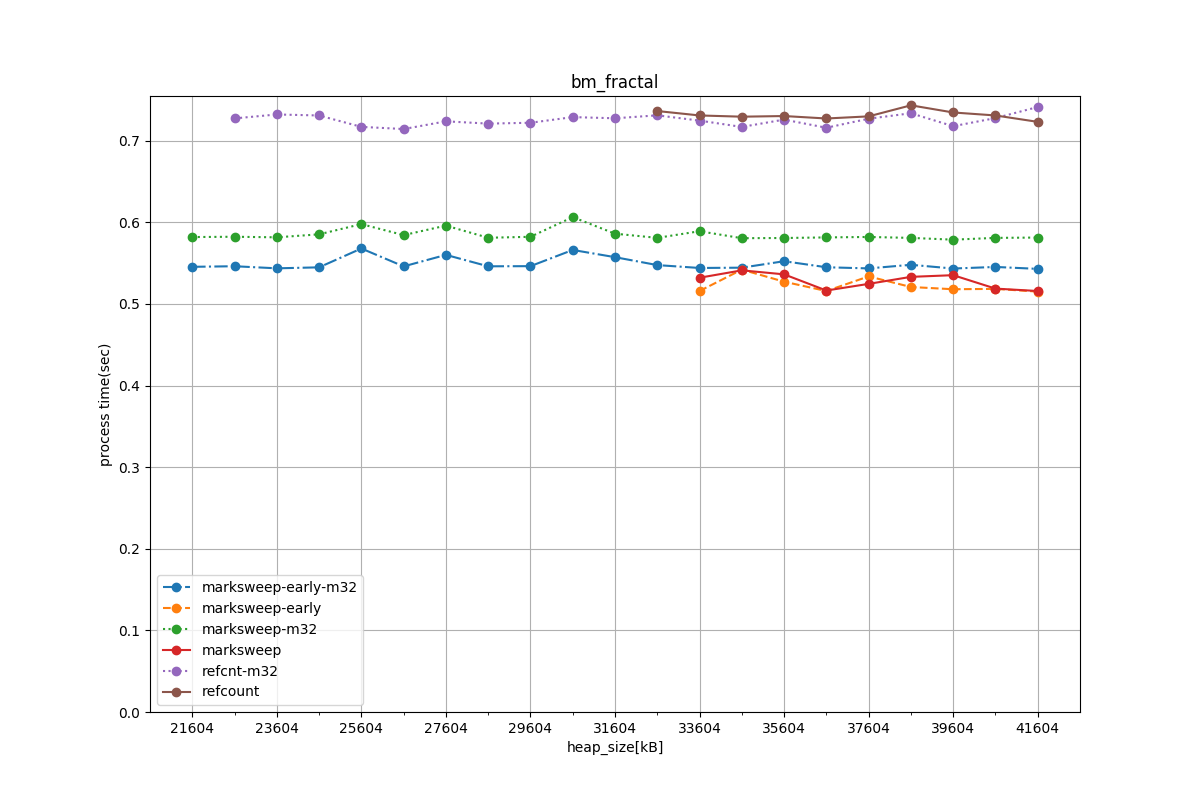 bm_fractal
process time(sec)
0.7
0.6
0.5
0.4
0.3
0.2
0.1
0.0
marksweep-early-m32
marksweep-early
marksweep-m32
marksweep
refcnt-m32
refcount
21604 23604 25604 27604 29604 31604 33604 35604 37604 39604 41604
heap_size[kB]